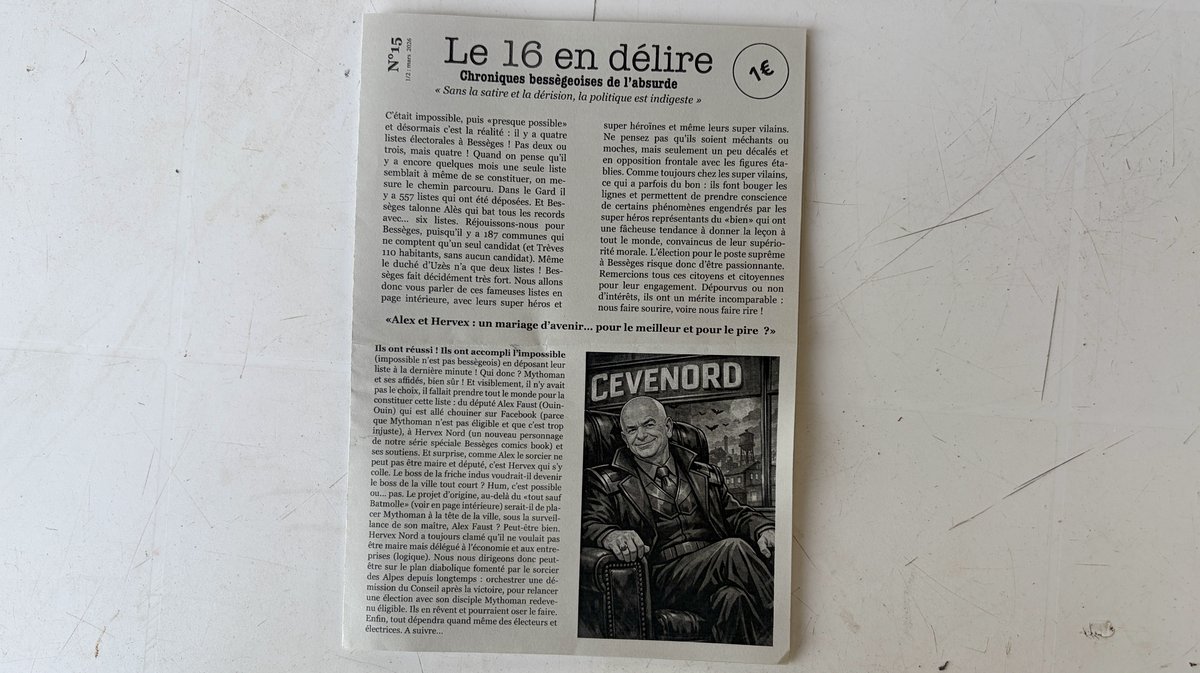 N°15
1/2 : mars 2026
Le 16 en délire
Chroniques bessègeoises de l'absurde
« Sans la satire et la dérision, la politique est indigeste »
1€
C'était impossible, puis «presque possible»
et désormais c'est la réalité : il y a quatre
listes électorales à Bessèges ! Pas deux ou
trois, mais quatre ! Quand on pense qu'il
y a encore quelques mois une seule liste
semblait à même de se constituer, on me-
sure le chemin parcouru. Dans le Gard il
y a 557 listes qui ont été déposées. Et Bes-
sèges talonne Alès qui bat tous les records
avec... six listes. Réjouissons-nous pour
Bessèges, puisqu'il y a 187 communes qui
ne comptent qu'un seul candidat (et Trèves
110 habitants, sans aucun candidat). Même
le duché d'Uzès n'a que deux listes ! Bes-
sèges fait décidément très fort. Nous allons
donc vous parler de ces fameuses listes en
page intérieure, avec leurs super héros et
super héroïnes et même leurs super vilains.
Ne pensez pas qu'ils soient méchants ou
moches, mais seulement un peu décalés et
en opposition frontale avec les figures éta-
blies. Comme toujours chez les super vilains,
ce qui a parfois du bon : ils font bouger les
lignes et permettent de prendre conscience
de certains phénomènes engendrés par les
super héros représentants du «bien» qui ont
une fâcheuse tendance à donner la leçon à
tout le monde, convaincus de leur supério-
rité morale. L'élection pour le poste suprême
à Bessèges risque donc d'être passionnante.
Remercions tous ces citoyens et citoyennes
pour leur engagement. Dépourvus ou non
d'intérêts, ils ont un mérite incomparable :
nous faire sourire, voire nous faire rire !
«Alex et Hervex : un mariage d'avenir... pour le meilleur et pour le pire ?»
Ils ont réussi ! Ils ont accompli l'impossible
(impossible n'est pas bessègeois) en déposant leur
liste à la dernière minute ! Qui donc ? Mythoman
et ses affidés, bien sûr ! Et visiblement, il n'y avait
pas le choix, il fallait prendre tout le monde pour la
constituer cette liste : du député Alex Faust (Ouin-
Ouin) qui est allé chouiner sur Facebook (parce
que Mythoman n'est pas éligible et que c'est trop
injuste), à Hervex Nord (un nouveau personnage
de notre série spéciale Bessèges comics book) et
ses soutiens. Et surprise, comme Alex le sorcier ne
peut pas être maire et député, c'est Hervex qui s'y
colle. Le boss de la friche indus voudrait-il devenir
le boss de la ville tout court ? Hum, c'est possible
ou... pas. Le projet d'origine, au-delà du «tout sauf
Batmolle» (voir en page intérieure) serait-il de pla-
cer Mythoman à la tête de la ville, sous la surveil-
lance de son maître, Alex Faust ? Peut-être bien.
Hervex Nord a toujours clamé qu'il ne voulait pas
être maire mais délégué à l'économie et aux entre-
prises (logique). Nous nous dirigeons donc peut-
être sur le plan diabolique fomenté par le sorcier
des Alpes depuis longtemps : orchestrer une dé-
mission du Conseil après la victoire, pour relancer
une élection avec son disciple Mythoman redeve-
nu éligible. Ils en rêvent et pourraient oser le faire.
Enfin, tout dépendra quand même des électeurs et
électrices. A suivre...
CEVENORD